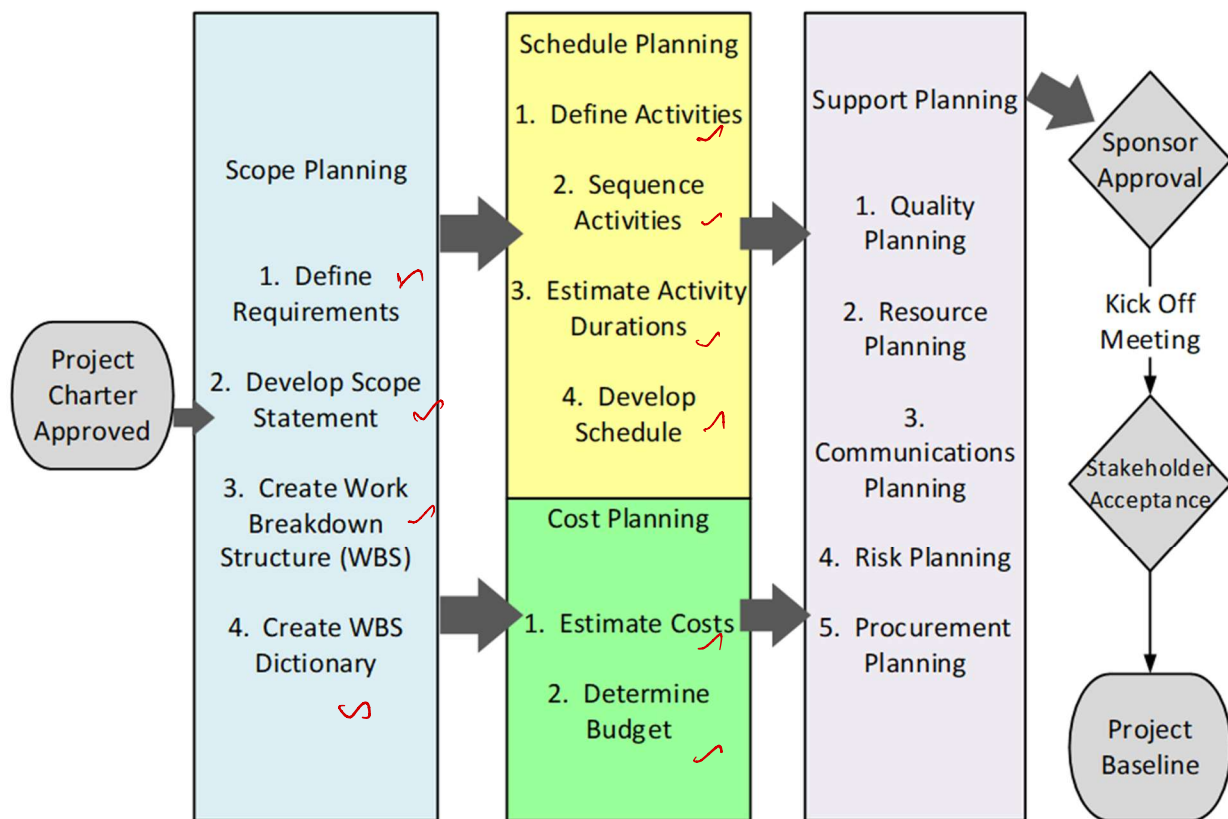 Project
Charter
Approved
Scope Planning
1. Define
Requirements
2. Develop Scope
Statement
3. Create Work
Breakdown
Structure (WBS)
4. Create WBS
Dictionary
Schedule Planning
1. Define Activities
2. Sequence
Activities
3. Estimate Activity
Durations
4. Develop
Schedule
Cost Planning
1. Estimate Costs
2. Determine
Budget
Support Planning
1. Quality
Planning
2. Resource
Planning
3.
Communications
Planning
4. Risk Planning
5. Procurement
Planning
Sponsor
Approval
Kick Off
Meeting
Stakeholder
Acceptance
Project
Baseline